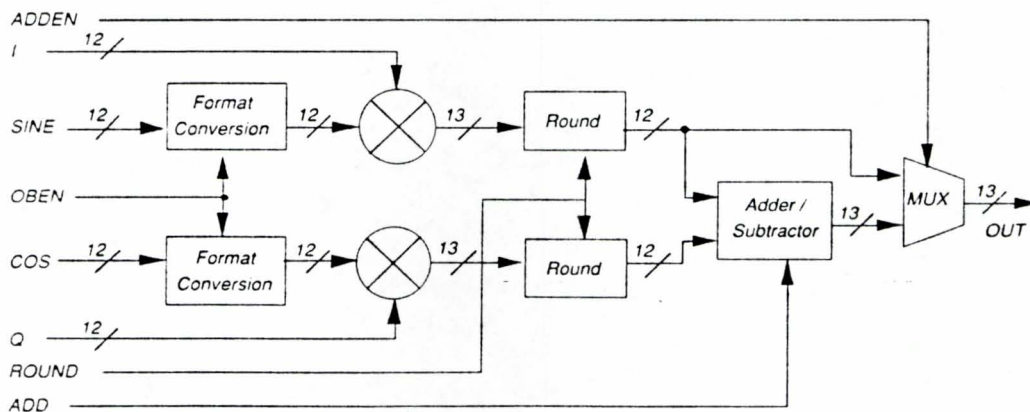 ADDEN
I 12
SINE 12 Format Conversion 12 13 Round 12
OBEN
MUX 13 OUT
Adder / Subtractor 13
COS 12 Format Conversion 12 13 Round 12
Q 12
ROUND
ADD